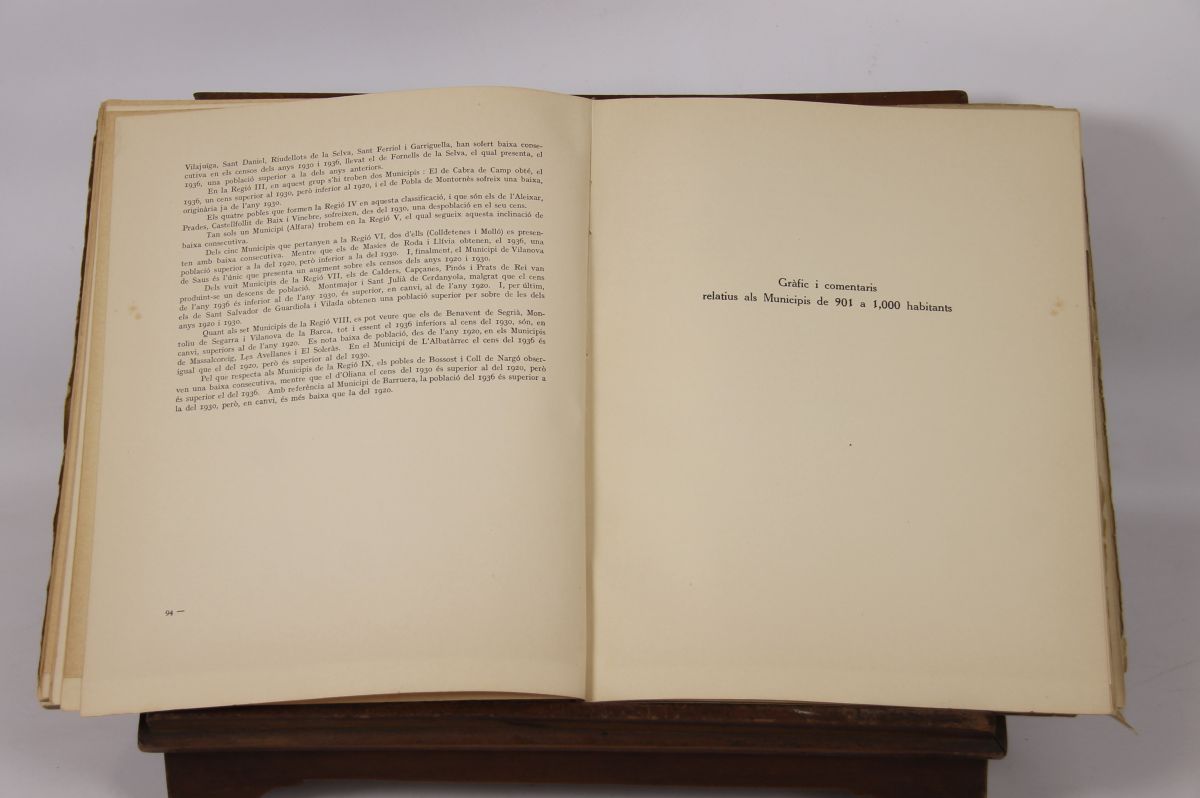 Vilajuïga, Sant Daniel, Riudellots de la Selva, Sant Ferriol i Garriguella, han sofert baixa conse-
cutiva en els censos dels anys 1930 i 1936, llevat el de Fornells de la Selva, el qual presenta, el
1936, una població superior a la dels anys anteriors.
En la Regió III, en aquest grup s'hi troben dos Municipis : El de Cabra de Camp obté, el
1936, un cens superior al 1930, però inferior al 1920, i el de Pobla de Montornès sofreix una baixa,
originària ja de l'any 1930.
Els quatre pobles que formen la Regió IV en aquesta classificació, i que són els de l'Aleixar,
Prades, Castellfollit de Baix i Vinebre, sofreixen, des del 1930, una despoblació en el seu cens.
Tan sols un Municipi (Alfara) trobem en la Regió V, el qual segueix aquesta inclinació de
baixa consecutiva.
Dels cinc Municipis que pertanyen a la Regió VI, dos d'ells (Colldetenes i Molló) es presen-
ten amb baixa consecutiva. Mentre que els de Masies de Roda i Llívia obtenen, el 1936, una
població superior a la del 1920, però inferior a la del 1930. I, finalment, el Municipi de Vilanova
de Saus és l'únic que presenta un augment sobre els censos dels anys 1920 i 1930.
Dels vuit Municipis de la Regió VII, els de Calders, Capçanes, Pinós i Prats de Rei van
produint-se un descens de població. Montmajor i Sant Julià de Cerdanyola, malgrat que el cens
de l'any 1936 és inferior al de l'any 1930, és superior, en canvi, al de l'any 1920. I, per últim,
els de Sant Salvador de Guardiola i Vilada obtenen una població superior per sobre de les dels
anys 1920 i 1930.
Quant als set Municipis de la Regió VIII, es pot veure que els de Benavent de Segrià, Mon-
toliu de Segarra i Vilanova de la Barca, tot i essent el 1936 inferiors al cens del 1930, són, en
canvi, superiors al de l'any 1920. Es nota baixa de població, des de l'any 1920, en els Municipis
de Massalcoreig, Les Avellanes i El Soleràs. En el Municipi de L'Albatàrrec el cens del 1936 és
igual que el del 1920, però és superior al del 1930.
Pel que respecta als Municipis de la Regió IX, els pobles de Bossost i Coll de Nargó obser-
ven una baixa consecutiva, mentre que el d'Oliana el cens del 1930 és superior al del 1920, però
és superior el del 1936. Amb referència al Municipi de Barruera, la població del 1936 és superior a
la del 1930, però, en canvi, és més baixa que la del 1920.
94 —
Gràfic i comentaris
relatius als Municipis de 901 a 1,000 habitants